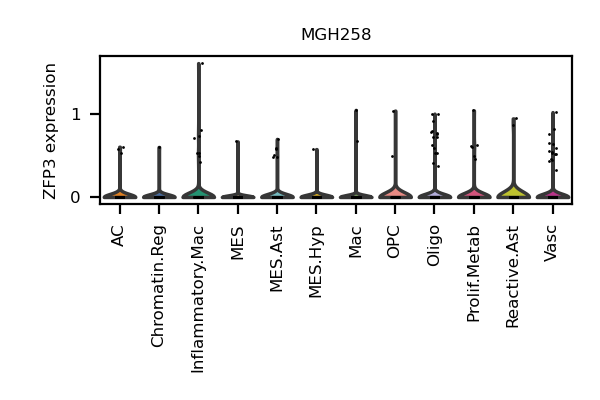 MGH258
ZFP3 expression
1
0
AC
Chromatin.Reg
Inflammatory.Mac
MES
MES.Ast
MES.Hyp
Mac
OPC
Oligo
Prolif.Metab
Reactive.Ast
Vasc